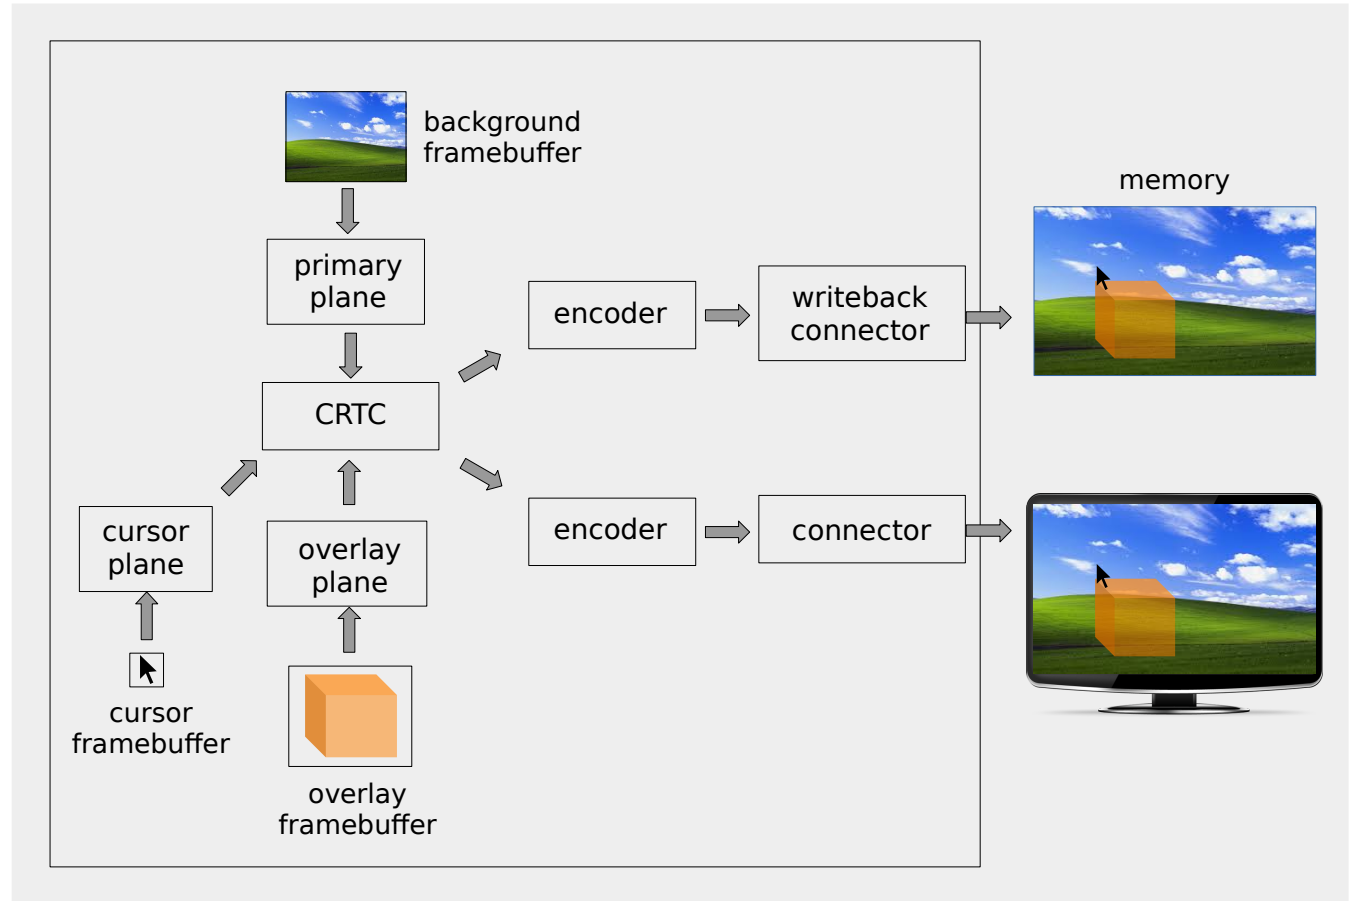 background
framebuffer
memory
primary
plane
encoder
writeback
connector
CRTC
cursor
plane
overlay
plane
encoder
connector
cursor
framebuffer
overlay
framebuffer